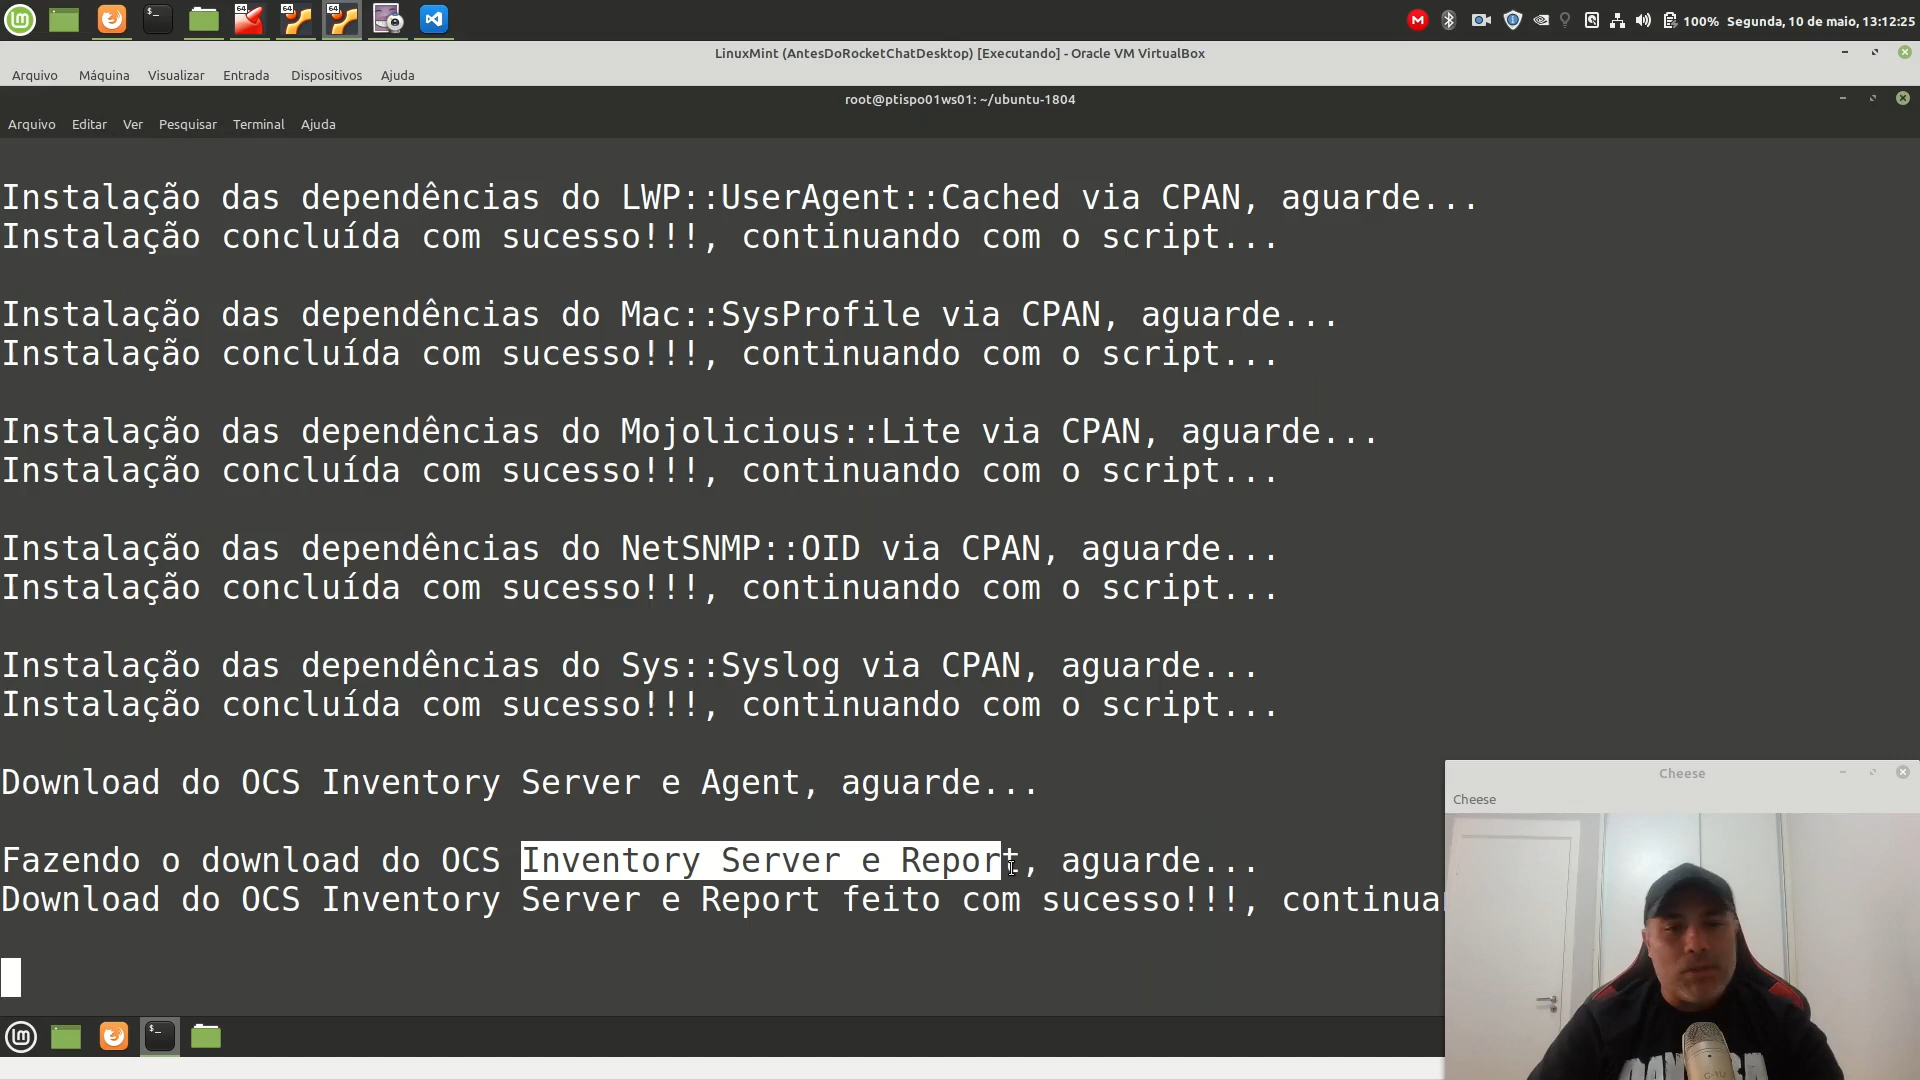 100% Segunda, 10 de maio, 13:12:25
LinuxMint (AntesDoRocketChatDesktop) [Executando] - Oracle VM VirtualBox
Arquivo Máquina Visualizar Entrada Dispositivos Ajuda
root@ptispo01ws01: ~/ubuntu-1804
Arquivo Editar Ver Pesquisar Terminal Ajuda
Instalação das dependências do LWP::UserAgent::Cached via CPAN, aguarde...
Instalação concluída com sucesso!!!, continuando com o script...
Instalação das dependências do Mac::SysProfile via CPAN, aguarde...
Instalação concluída com sucesso!!!, continuando com o script...
Instalação das dependências do Mojolicious::Lite via CPAN, aguarde...
Instalação concluída com sucesso!!!, continuando com o script...
Instalação das dependências do NetSNMP::OID via CPAN, aguarde...
Instalação concluída com sucesso!!!, continuando com o script...
Instalação das dependências do Sys::Syslog via CPAN, aguarde...
Instalação concluída com sucesso!!!, continuando com o script...
Download do OCS Inventory Server e Agent, aguarde...
Fazendo o download do OCS Inventory Server e Report, aguarde...
Download do OCS Inventory Server e Report feito com sucesso!!!, continua
Cheese
Cheese